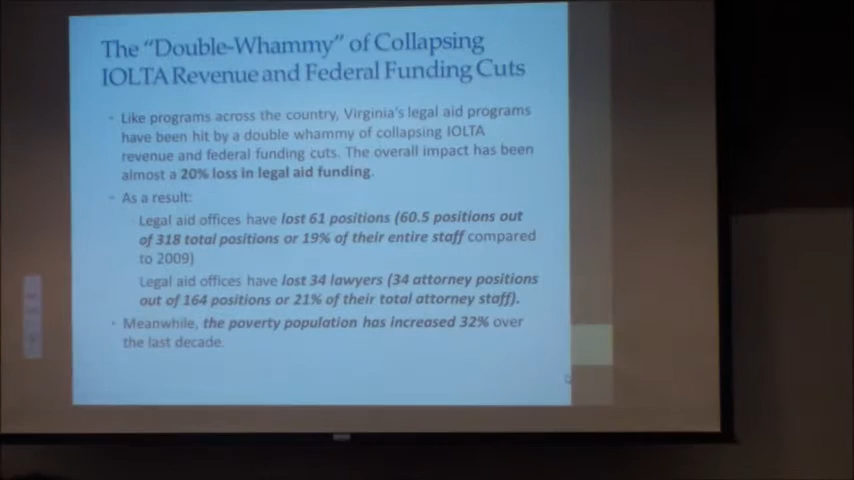 The "Double-Whammy" of Collapsing
IOLTA Revenue and Federal Funding Cuts
Like programs across the country, Virginia's legal aid programs
have been hit by a double whammy of collapsing IOLTA
revenue and federal funding cuts. The overall impact has been
almost a 20% loss in legal aid funding.
As a result:
Legal aid offices have lost 61 positions (60.5 positions out
of 318 total positions or 19% of their entire staff compared
to 2009)
Legal aid offices have lost 34 lawyers (34 attorney positions
out of 164 positions or 21% of their total attorney staff).
Meanwhile, the poverty population has increased 32% over
the last decade.